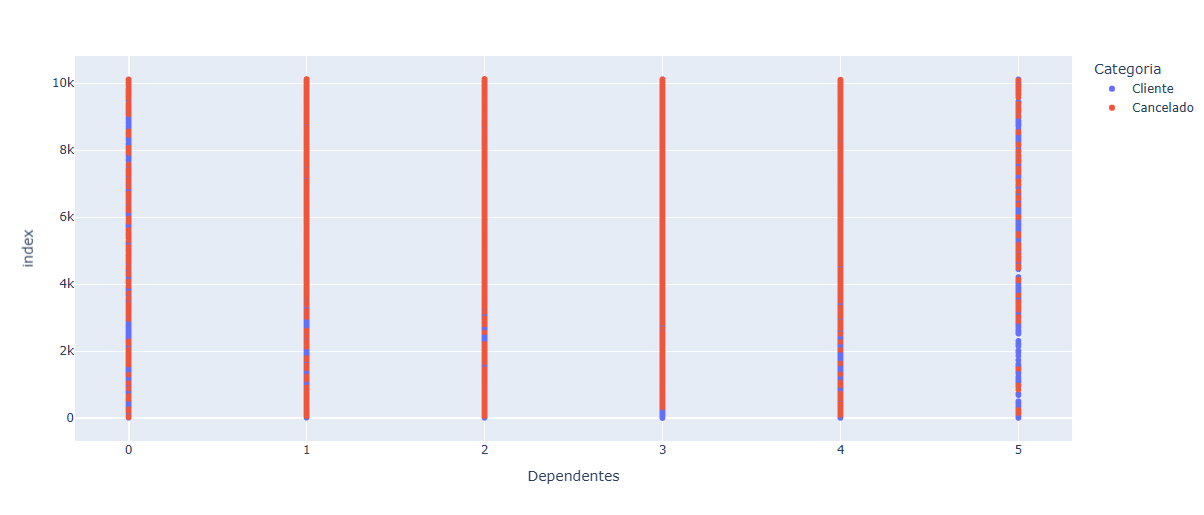 Categoria
Cliente
Cancelado
index
10k
8k
6k
4k
2k
0
0 1 2 3 4 5
Dependentes